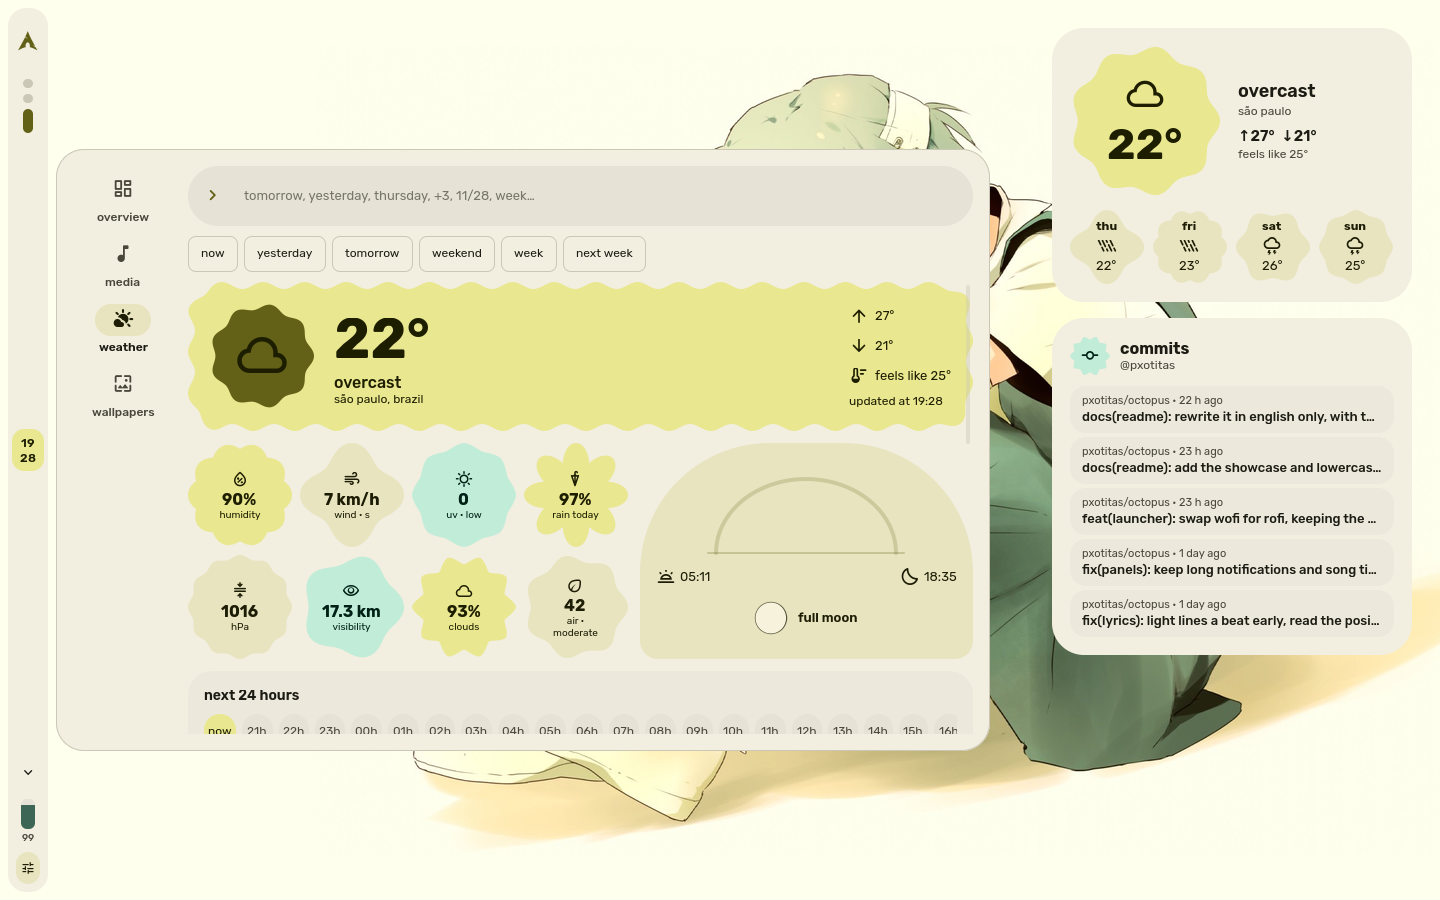 19
28
99
overview
media
weather
wallpapers
tomorrow, yesterday, thursday, +3, 11/28, week…
now yesterday tomorrow weekend week next week
22°
overcast
são paulo, brazil
27°
21°
feels like 25°
updated at 19:28
90%
humidity
7 km/h
wind • s
0
uv • low
97%
rain today
1016
hPa
17.3 km
visibility
93%
clouds
42
air •
moderate
05:11 18:35
full moon
next 24 hours
now 21h 22h 23h 00h 01h 02h 03h 04h 05h 06h 07h 08h 09h 10h 11h 12h 13h 14h 15h 16h
22°
overcast
são paulo
↑27° ↓21°
feels like 25°
thu fri sat sun
22° 23° 26° 25°
commits
@pxotitas
pxotitas/octopus • 22 h ago
docs(readme): rewrite it in english only, with t…
pxotitas/octopus • 23 h ago
docs(readme): add the showcase and lowercas…
pxotitas/octopus • 23 h ago
feat(launcher): swap wofi for rofi, keeping the …
pxotitas/octopus • 1 day ago
fix(panels): keep long notifications and song ti…
pxotitas/octopus • 1 day ago
fix(lyrics): light lines a beat early, read the posi…